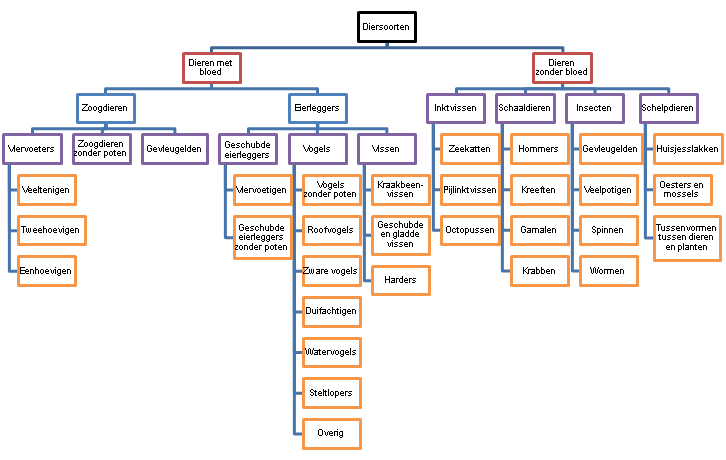 Diersoorten
Dieren met
bloed
Dieren
zonder bloed
Zoogdieren
Eierleggers
Inktvissen
Schaaldieren
Insecten
Schelpdieren
Viervoeters
Zoogdieren
zonder poten
Gevleugelden
Geschubde
eierleggers
Vogels
Vissen
Veeltenigen
Tweehoevigen
Eenhoevigen
Viervoetigen
Geschubde
eierleggers
zonder poten
Vogels
zonder poten
Roofvogels
Zware vogels
Duifachtigen
Watervogels
Steltlopers
Overig
Kraakbeen-
vissen
Geschubde
en gladde
vissen
Harders
Zeekatten
Pijlinktvissen
Octopussen
Hommers
Kreeften
Garnalen
Krabben
Gevleugelden
Veelpotigen
Spinnen
Wormen
Huisjesslakken
Oesters en
mossels
Tussenvormen
tussen dieren
en planten